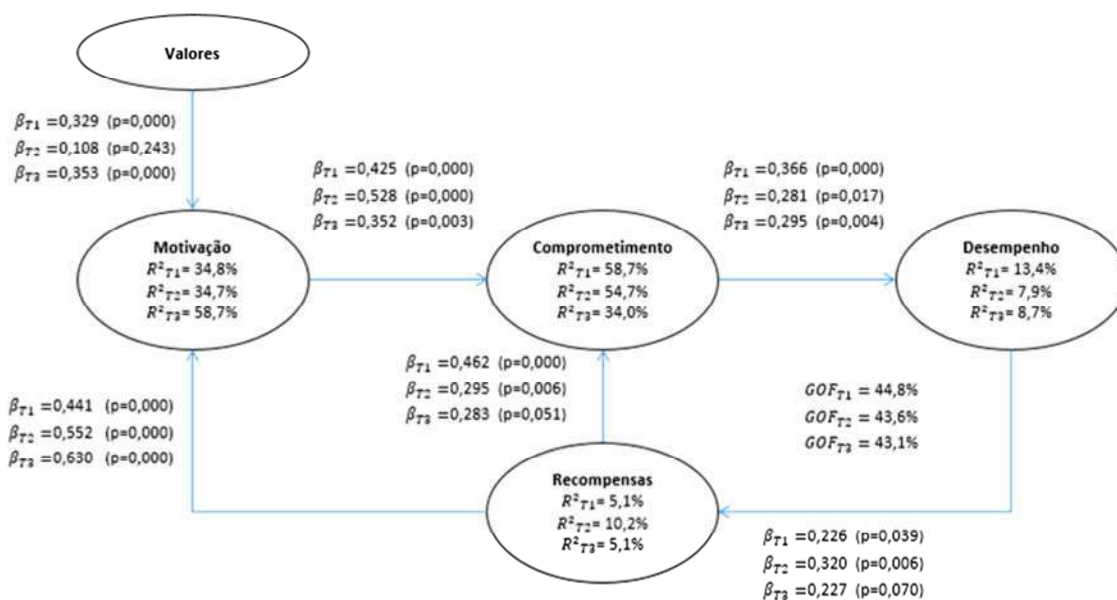 Valores
β_T1 =0,329 (p=0,000)
β_T2 =0,108 (p=0,243)
β_T3 =0,353 (p=0,000)
β_T1 =0,425 (p=0,000)
β_T2 =0,528 (p=0,000)
β_T3 =0,352 (p=0,003)
β_T1 =0,366 (p=0,000)
β_T2 =0,281 (p=0,017)
β_T3 =0,295 (p=0,004)
Motivação
R²_T1= 34,8%
R²_T2= 34,7%
R²_T3= 58,7%
Comprometimento
R²_T1= 58,7%
R²_T2= 54,7%
R²_T3= 34,0%
Desempenho
R²_T1= 13,4%
R²_T2= 7,9%
R²_T3= 8,7%
β_T1 =0,441 (p=0,000)
β_T2 =0,552 (p=0,000)
β_T3 =0,630 (p=0,000)
β_T1 =0,462 (p=0,000)
β_T2 =0,295 (p=0,006)
β_T3 =0,283 (p=0,051)
GOF_T1 = 44,8%
GOF_T2 = 43,6%
GOF_T3 = 43,1%
Recompensas
R²_T1= 5,1%
R²_T2= 10,2%
R²_T3= 5,1%
β_T1 =0,226 (p=0,039)
β_T2 =0,320 (p=0,006)
β_T3 =0,227 (p=0,070)